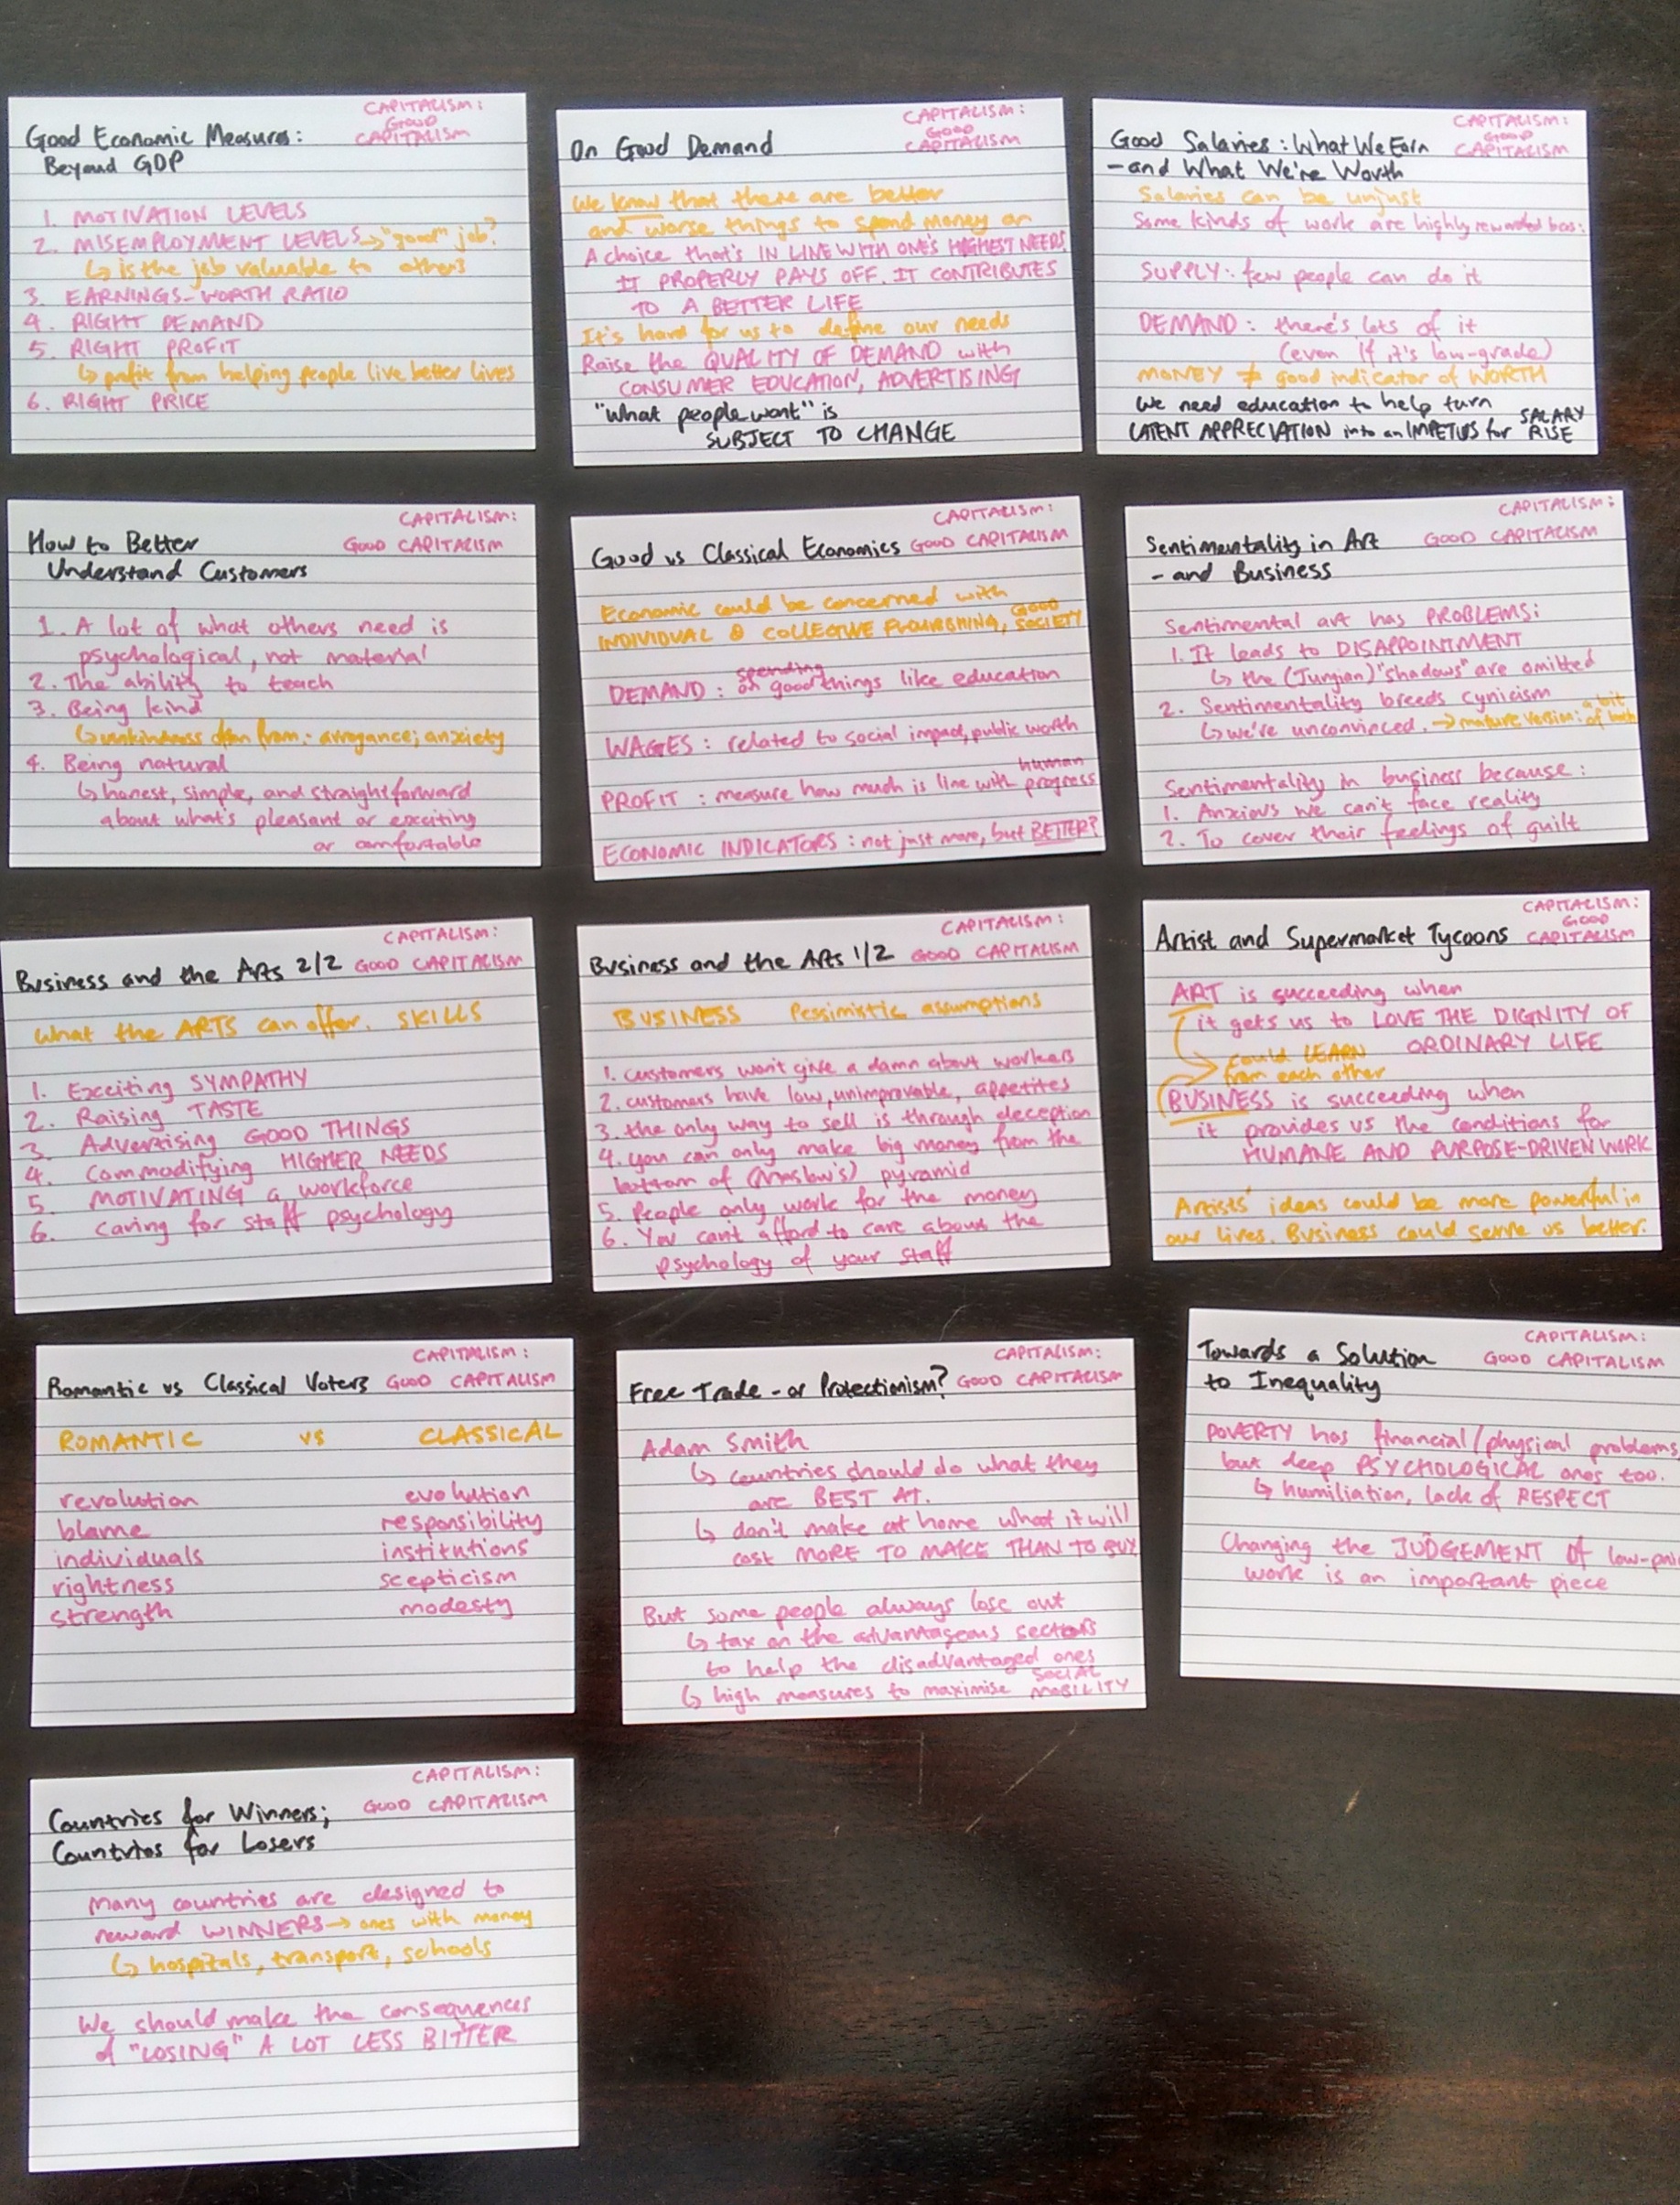 CAPITALISM:
GOOD
CAPITALISM
Good Economic Measures:
Beyond GDP
1. MOTIVATION LEVELS
2. MISEMPLOYMENT LEVELS → "good" job?
↳ is the job valuable to others
3. EARNINGS-WORTH RATIO
4. RIGHT DEMAND
5. RIGHT PROFIT
↳ profit from helping people live better lives
6. RIGHT PRICE
CAPITALISM:
GOOD
CAPITALISM
On Good Demand
We know that there are better
and worse things to spend money on
A choice that's IN LINE WITH ONE'S HIGHEST NEEDS.
IT PROPERLY PAYS OFF. IT CONTRIBUTES
TO A BETTER LIFE
It's hard for us to define our needs
Raise the QUALITY OF DEMAND with
CONSUMER EDUCATION, ADVERTISING
"What people want" is
SUBJECT TO CHANGE
CAPITALISM:
GOOD
CAPITALISM
Good Salaries: What We Earn
- and What We're Worth
Salaries can be unjust
Some kinds of work are highly rewarded bcos:
SUPPLY: few people can do it
DEMAND: there's lots of it
(even if it's low-grade)
MONEY ≠ good indicator of WORTH
We need education to help turn
LATENT APPRECIATION into an IMPETUS for SALARY RISE
CAPITALISM:
GOOD CAPITALISM
How to Better
Understand Customers
1. A lot of what others need is
psychological, not material
2. The ability to teach
3. Being kind
↳ unkindness often from: arrogance; anxiety
4. Being natural
↳ honest, simple, and straightforward
about what's pleasant or exciting
or comfortable
CAPITALISM:
Good vs Classical Economics GOOD CAPITALISM
Economic could be concerned with
INDIVIDUAL & COLLECTIVE FLOURISHING, GOOD SOCIETY
DEMAND: spending on good things like education
WAGES: related to social impact, public worth
PROFIT: measure how much is line with human progress
ECONOMIC INDICATORS: not just more, but BETTER?
CAPITALISM:
GOOD CAPITALISM
Sentimentality in Art
- and Business
Sentimental art has PROBLEMS:
1. It leads to DISAPPOINTMENT
↳ the (Jungian) "shadows" are omitted
2. Sentimentality breeds cynicism
↳ we're unconvinced. → mature version: a bit of both
Sentimentality in business because:
1. Anxious we can't face reality
2. To cover their feelings of guilt
CAPITALISM:
Business and the Arts 2/2 GOOD CAPITALISM
What the ARTS can offer. SKILLS
1. Exciting SYMPATHY
2. Raising TASTE
3. Advertising GOOD THINGS
4. Commodifying HIGHER NEEDS
5. MOTIVATING a workforce
6. Caring for staff psychology
CAPITALISM:
Business and the Arts 1/2 GOOD CAPITALISM
BUSINESS Pessimistic assumptions
1. customers won't give a damn about workers
2. customers have low, unimprovable, appetites
3. the only way to sell is through deception
4. you can only make big money from the
bottom of (Maslow's) pyramid
5. People only work for the money
6. You can't afford to care about the
psychology of your staff
CAPITALISM:
GOOD
CAPITALISM
Artist and Supermarket Tycoons
ART is succeeding when
it gets us to LOVE THE DIGNITY OF
ORDINARY LIFE
could LEARN
from each other
BUSINESS is succeeding when
it provides us the conditions for
HUMANE AND PURPOSE-DRIVEN WORK
Artists' ideas could be more powerful in
our lives. Business could serve us better.
CAPITALISM:
Romantic vs Classical Voters GOOD CAPITALISM
ROMANTIC vs CLASSICAL
revolution evolution
blame responsibility
individuals institutions
rightness scepticism
strength modesty
CAPITALISM:
Free Trade - or Protectionism? GOOD CAPITALISM
Adam Smith
↳ countries should do what they
are BEST AT.
↳ don't make at home what it will
cost MORE TO MAKE THAN TO BUY
But some people always lose out
↳ tax on the advantageous sectors
to help the disadvantaged ones
↳ high measures to maximise SOCIAL MOBILITY
CAPITALISM:
GOOD CAPITALISM
Towards a Solution
to Inequality
POVERTY has financial/physical problems,
but deep PSYCHOLOGICAL ones too.
↳ humiliation, lack of RESPECT
Changing the JUDGEMENT of low-pai
work is an important piece
CAPITALISM:
GOOD CAPITALISM
Countries for Winners;
Countries for Losers
Many countries are designed to
reward WINNERS → ones with money
↳ hospitals, transport, schools
We should make the consequences
of "LOSING" A LOT LESS BITTER